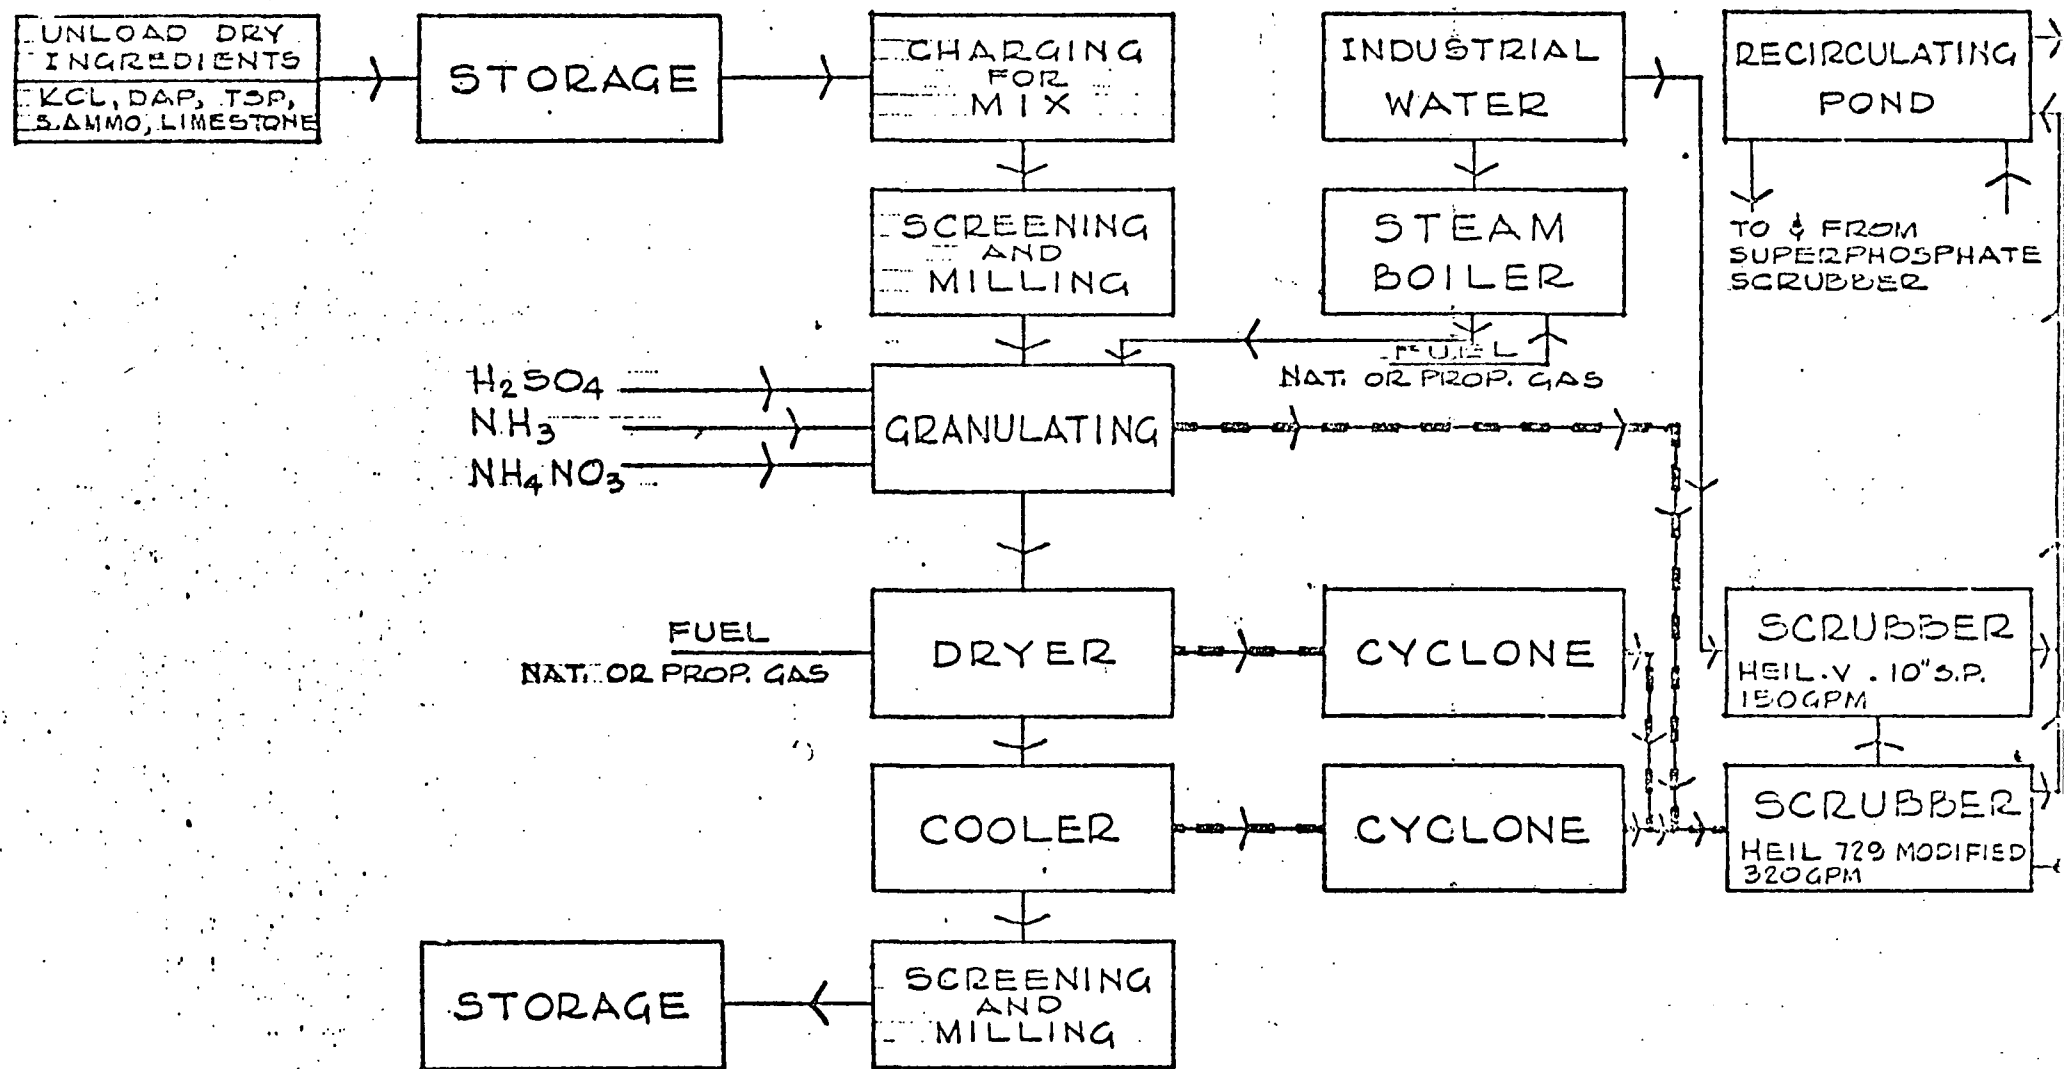 UNLOAD DRY
INGREDIENTS
KCL, DAP, TSP,
S.AMMO, LIMESTONE
STORAGE
CHARGING
FOR
MIX
INDUSTRIAL
WATER
RECIRCULATING
POND
SCREENING
AND
MILLING
STEAM
BOILER
TO & FROM
SUPERPHOSPHATE
SCRUBBER
FUEL
NAT. OR PROP. GAS
H2SO4
NH3
NH4NO3
GRANULATING
FUEL
NAT. OR PROP. GAS
DRYER
CYCLONE
SCRUBBER
HEIL.V. 10"S.P.
150GPM
COOLER
CYCLONE
SCRUBBER
HEIL 729 MODIFIED
320GPM
STORAGE
SCREENING
AND
MILLING